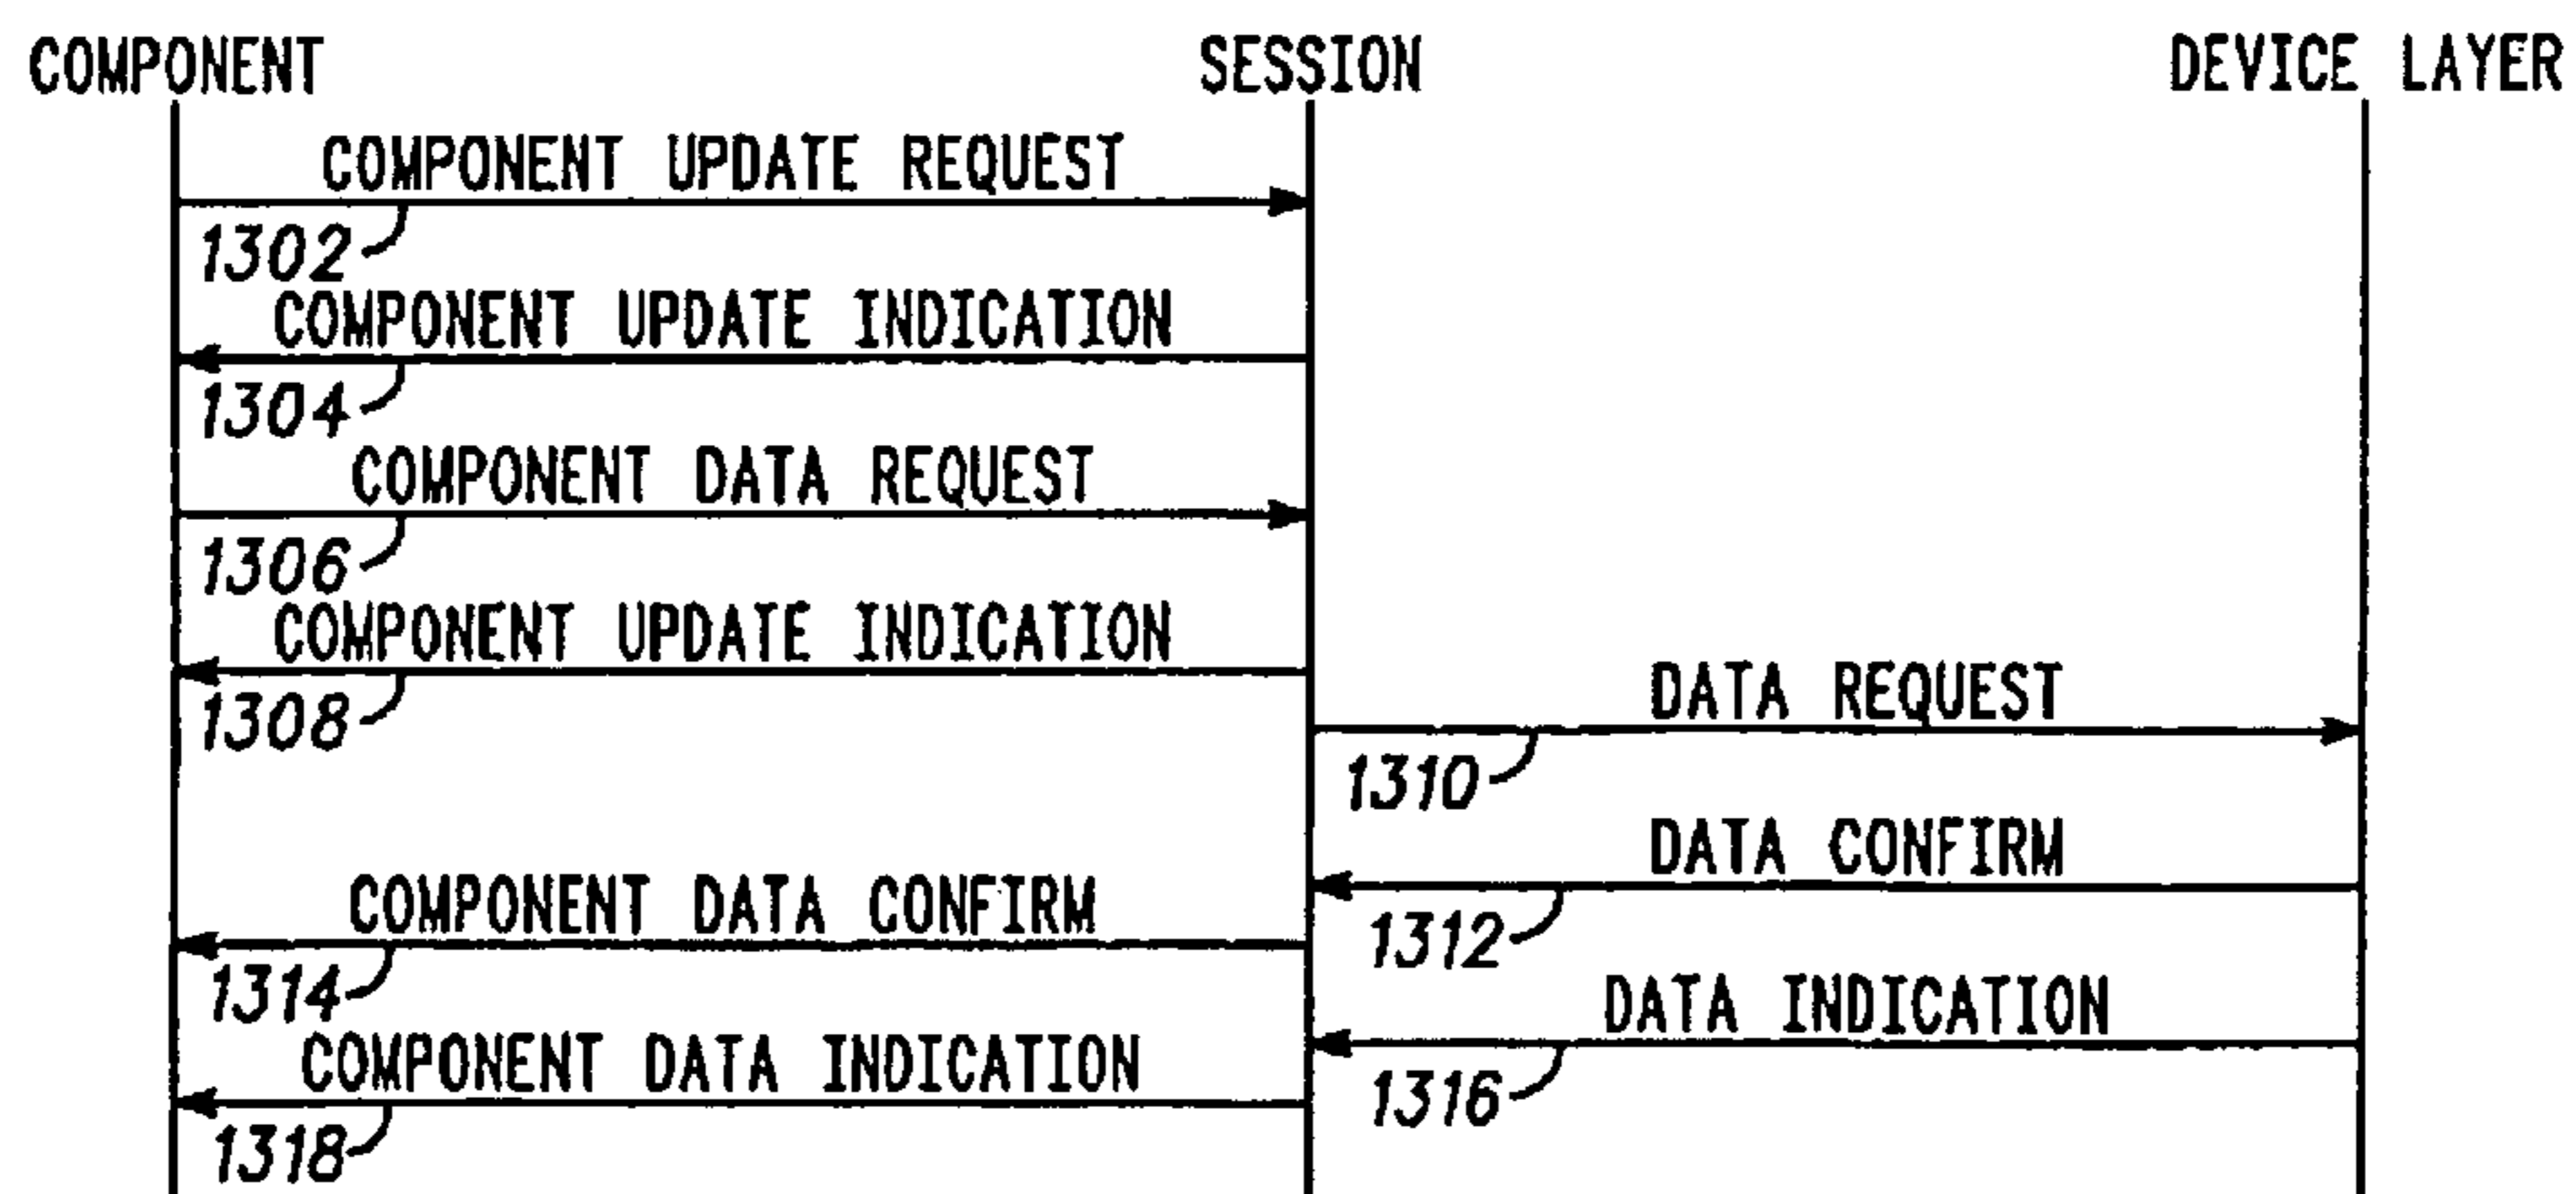 COMPONENT SESSION DEVICE LAYER
COMPONENT UPDATE REQUEST
1302
COMPONENT UPDATE INDICATION
1304
COMPONENT DATA REQUEST
1306
COMPONENT UPDATE INDICATION
1308
DATA REQUEST
1310
DATA CONFIRM
1312
COMPONENT DATA CONFIRM
1314
DATA INDICATION
1316
COMPONENT DATA INDICATION
1318